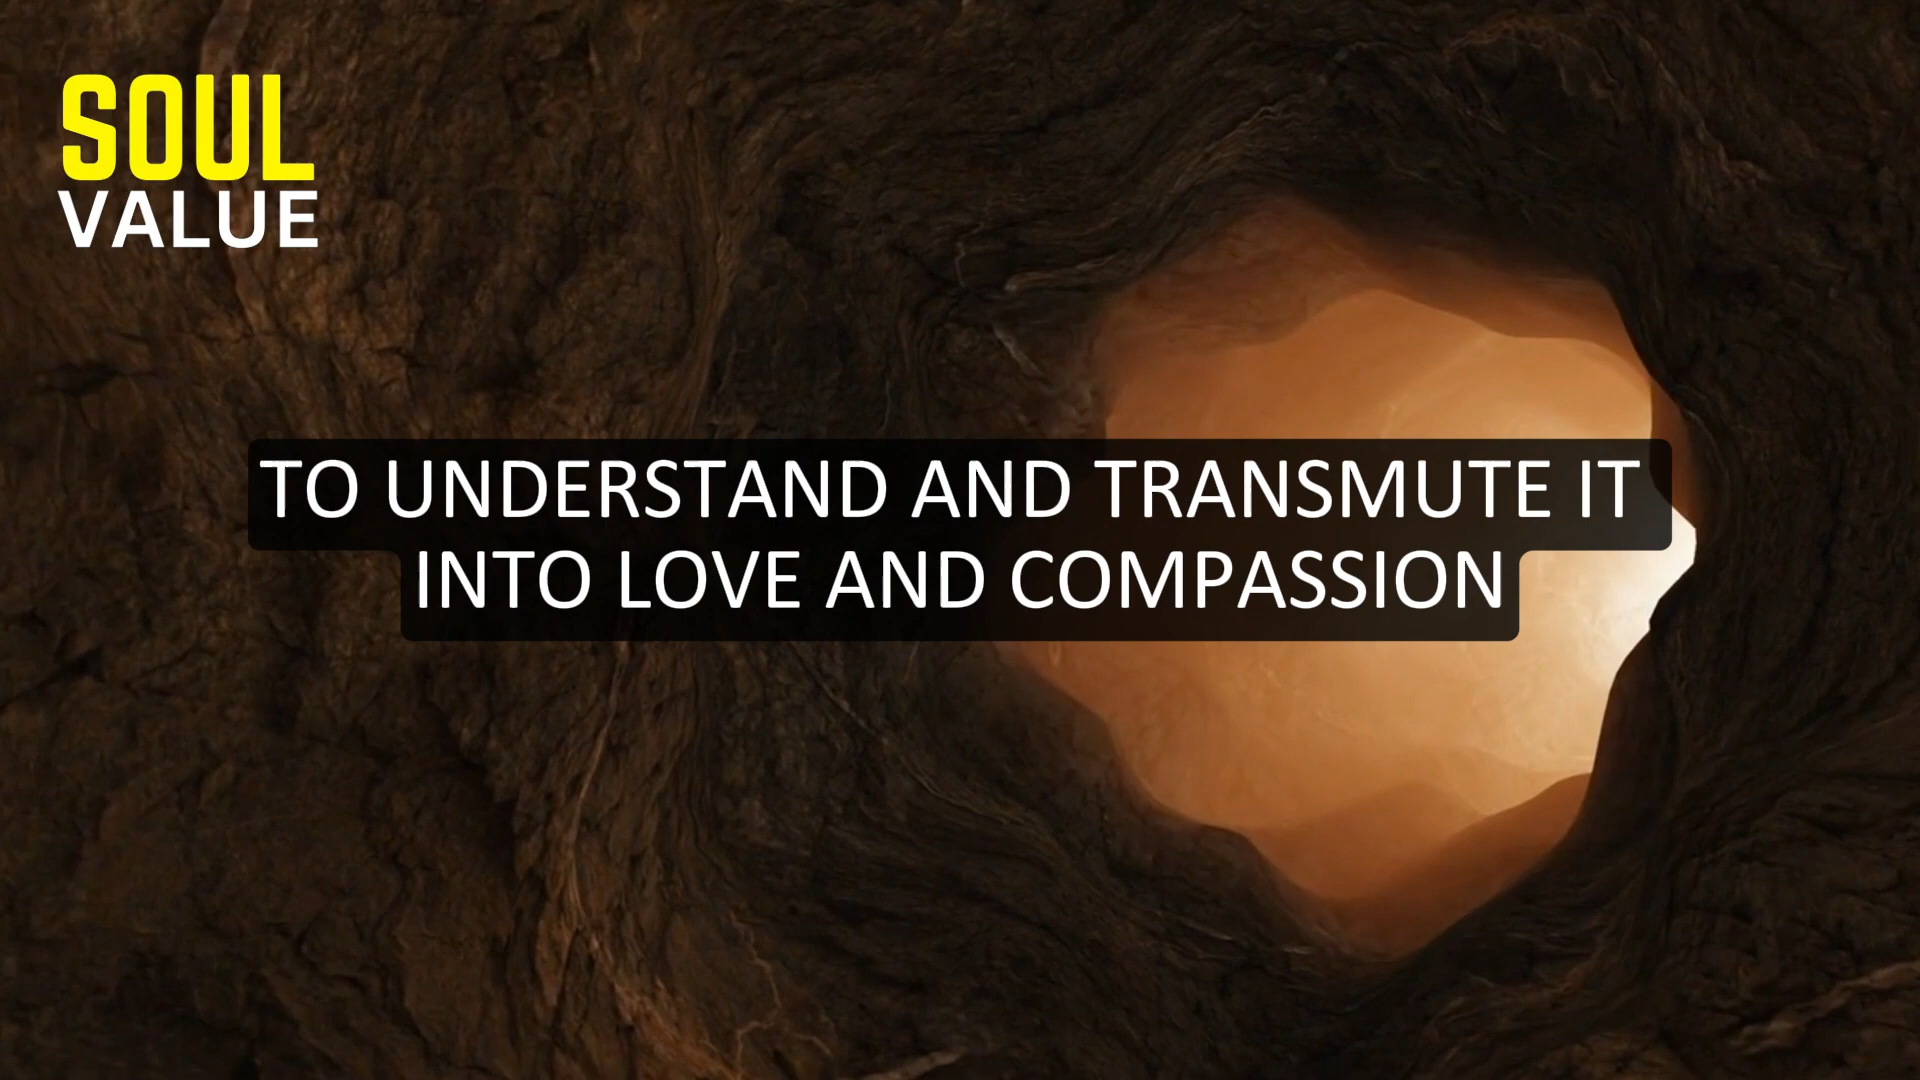 SOUL
VALUE
TO UNDERSTAND AND TRANSMUTE IT
INTO LOVE AND COMPASSION